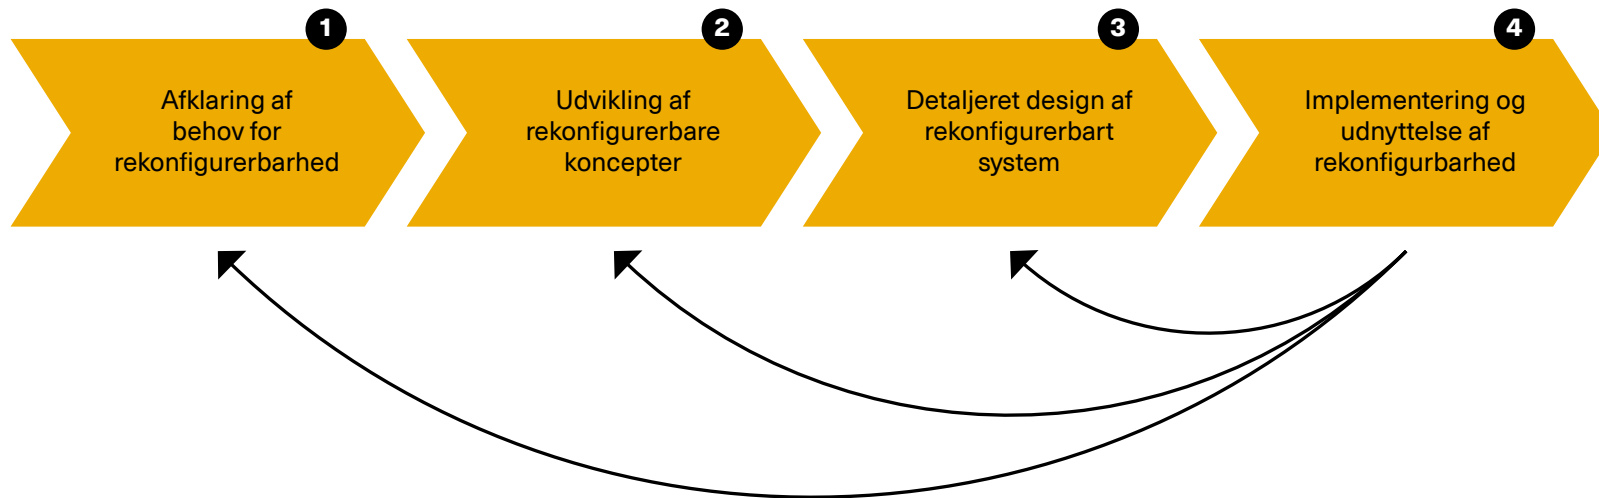 1
Afklaring af
behov for
rekonfigurerbarhed
2
Udvikling af
rekonfigurerbare
koncepter
3
Detaljeret design af
rekonfigurerbart
system
4
Implementering og
udnyttelse af
rekonfigurbarhed